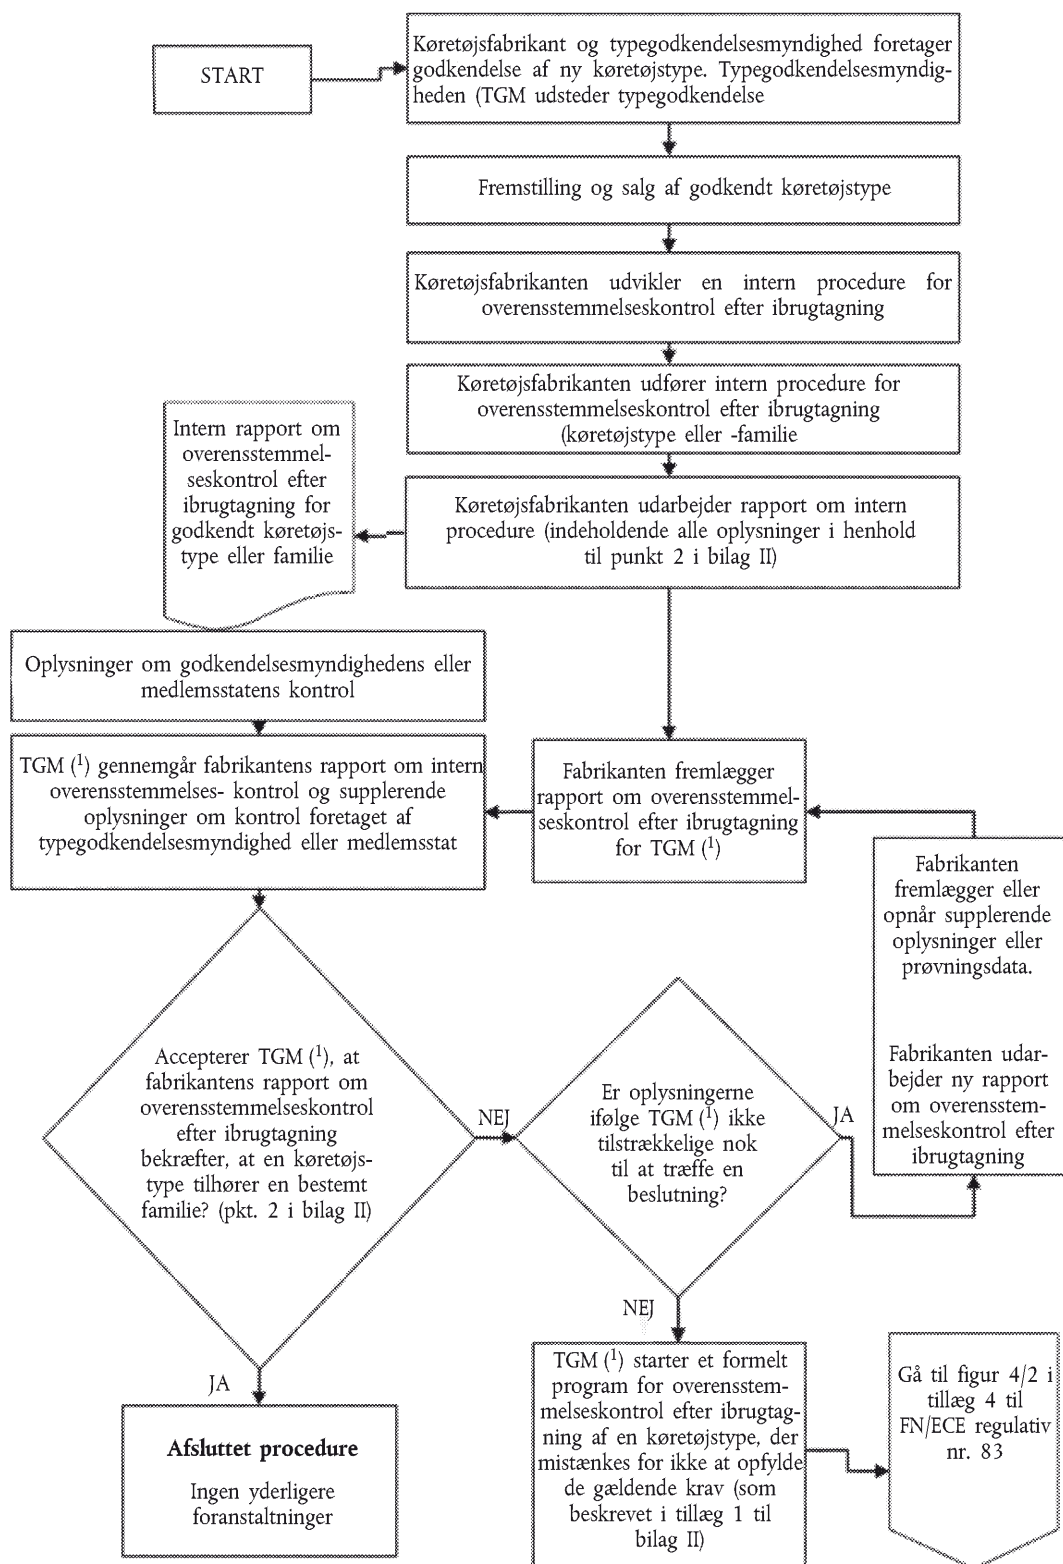 START
Køretøjsfabrikant og typegodkendelsesmyndighed foretager
godkendelse af ny køretøjstype. Typegodkendelsesmyndig-
heden (TGM udsteder typegodkendelse
Fremstilling og salg af godkendt køretøjstype
Køretøjsfabrikanten udvikler en intern procedure for
overensstemmelseskontrol efter ibrugtagning
Køretøjsfabrikanten udfører intern procedure for
overensstemmelseskontrol efter ibrugtagning
(køretøjstype eller -familie
Intern rapport om
overensstemmel-
seskontrol efter
ibrugtagning for
godkendt køretøjs-
type eller familie
Køretøjsfabrikanten udarbejder rapport om intern
procedure (indeholdende alle oplysninger i henhold
til punkt 2 i bilag II)
Oplysninger om godkendelsesmyndighedens eller
medlemsstatens kontrol
TGM (1) gennemgår fabrikantens rapport om intern
overensstemmelses- kontrol og supplerende
oplysninger om kontrol foretaget af
typegodkendelsesmyndighed eller medlemsstat
Fabrikanten fremlægger
rapport om overensstemmel-
seskontrol efter ibrugtagning
for TGM (1)
Fabrikanten
fremlægger eller
opnår supplerende
oplysninger eller
prøvningsdata.
Fabrikanten udar-
bejder ny rapport
om overensstem-
melseskontrol efter
ibrugtagning
Accepterer TGM (1), at
fabrikantens rapport om
overensstemmelseskontrol
efter ibrugtagning
bekræfter, at en køretøjs-
type tilhører en bestemt
familie? (pkt. 2 i bilag II)
NEJ
Er oplysningerne
ifølge TGM (1) ikke
tilstrækkelige nok
til at træffe en
beslutning?
JA
NEJ
JA
Afsluttet procedure
Ingen yderligere
foranstaltninger
TGM (1) starter et formelt
program for overensstem-
mmelseskontrol efter ibrugtag-
ning af en køretøjstype, der
mistænkes for ikke at opfylde
de gældende krav (som
beskrevet i tillæg 1 til
bilag II)
Gå til figur 4/2 i
tillæg 4 til
FN/ECE regulativ
nr. 83